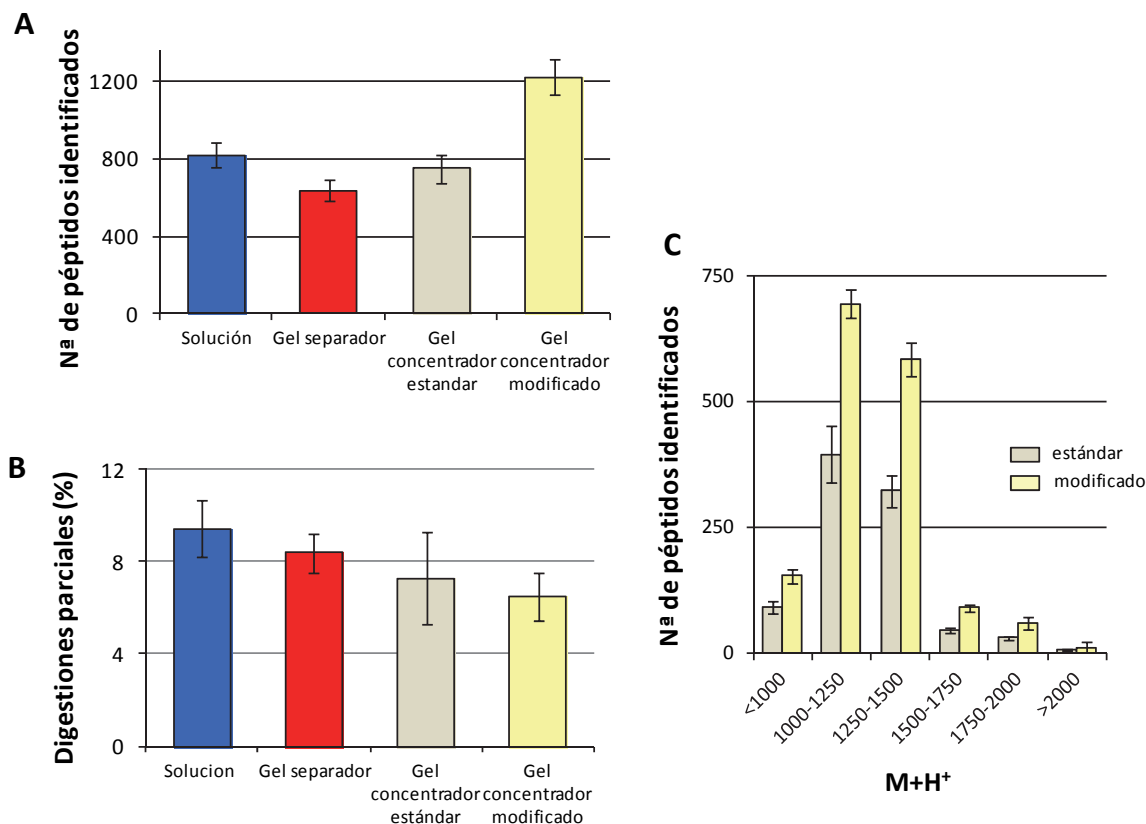 A
Nª de péptidos identificados
1200
800
400
0
Solución
Gel separador
Gel
concentrador
estandar
Gel
concentrador
modificado
B
Digestiones parciales (%)
12
8
4
0
Solucion
Gel separador
Gel
concentrador
estándar
Gel
concentrador
modificado
C
Nª de péptidos identificados
750
500
250
0
estándar
modificado
<1000
1000-1250
1250-1500
1500-1750
1750-2000
>2000
M+H⁺